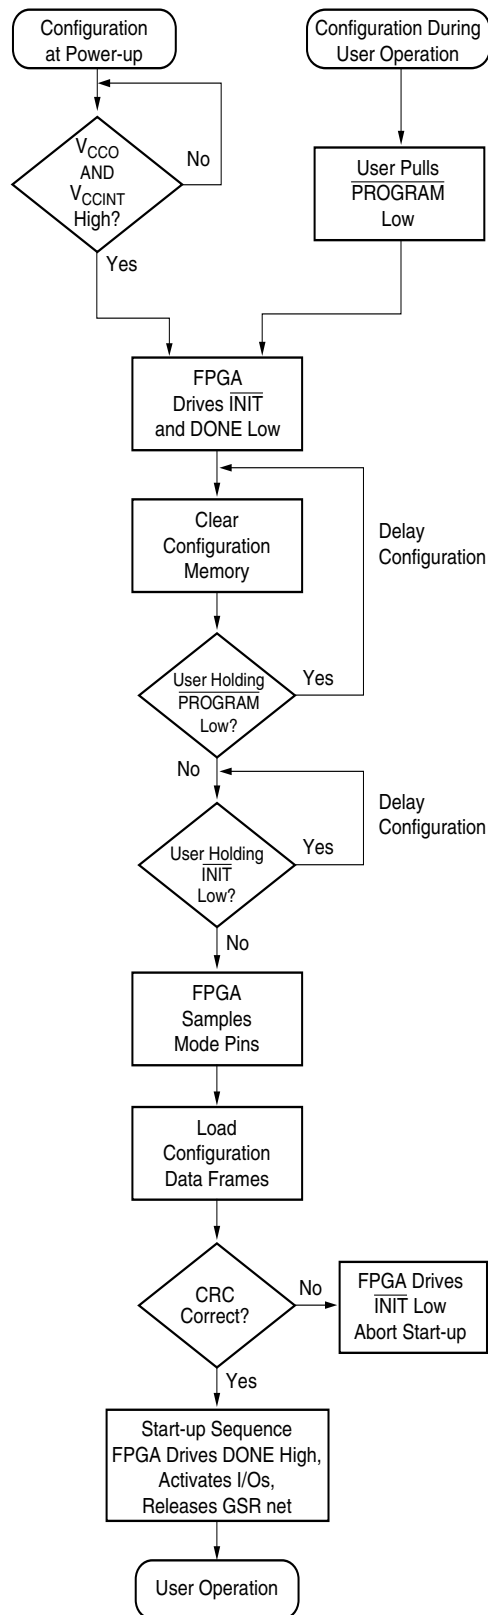 Configuration
at Power-up
Configuration During
User Operation
VCCO
AND
VCCINT
High?
No
User Pulls
PROGRAM
Low
Yes
FPGA
Drives INIT
and DONE Low
Clear
Configuration
Memory
Delay
Configuration
User Holding
PROGRAM
Low?
Yes
No
Delay
Configuration
User Holding
INIT
Low?
Yes
No
FPGA
Samples
Mode Pins
Load
Configuration
Data Frames
CRC
Correct?
No
FPGA Drives
INIT Low
Abort Start-up
Yes
Start-up Sequence
FPGA Drives DONE High,
Activates I/Os,
Releases GSR net
User Operation